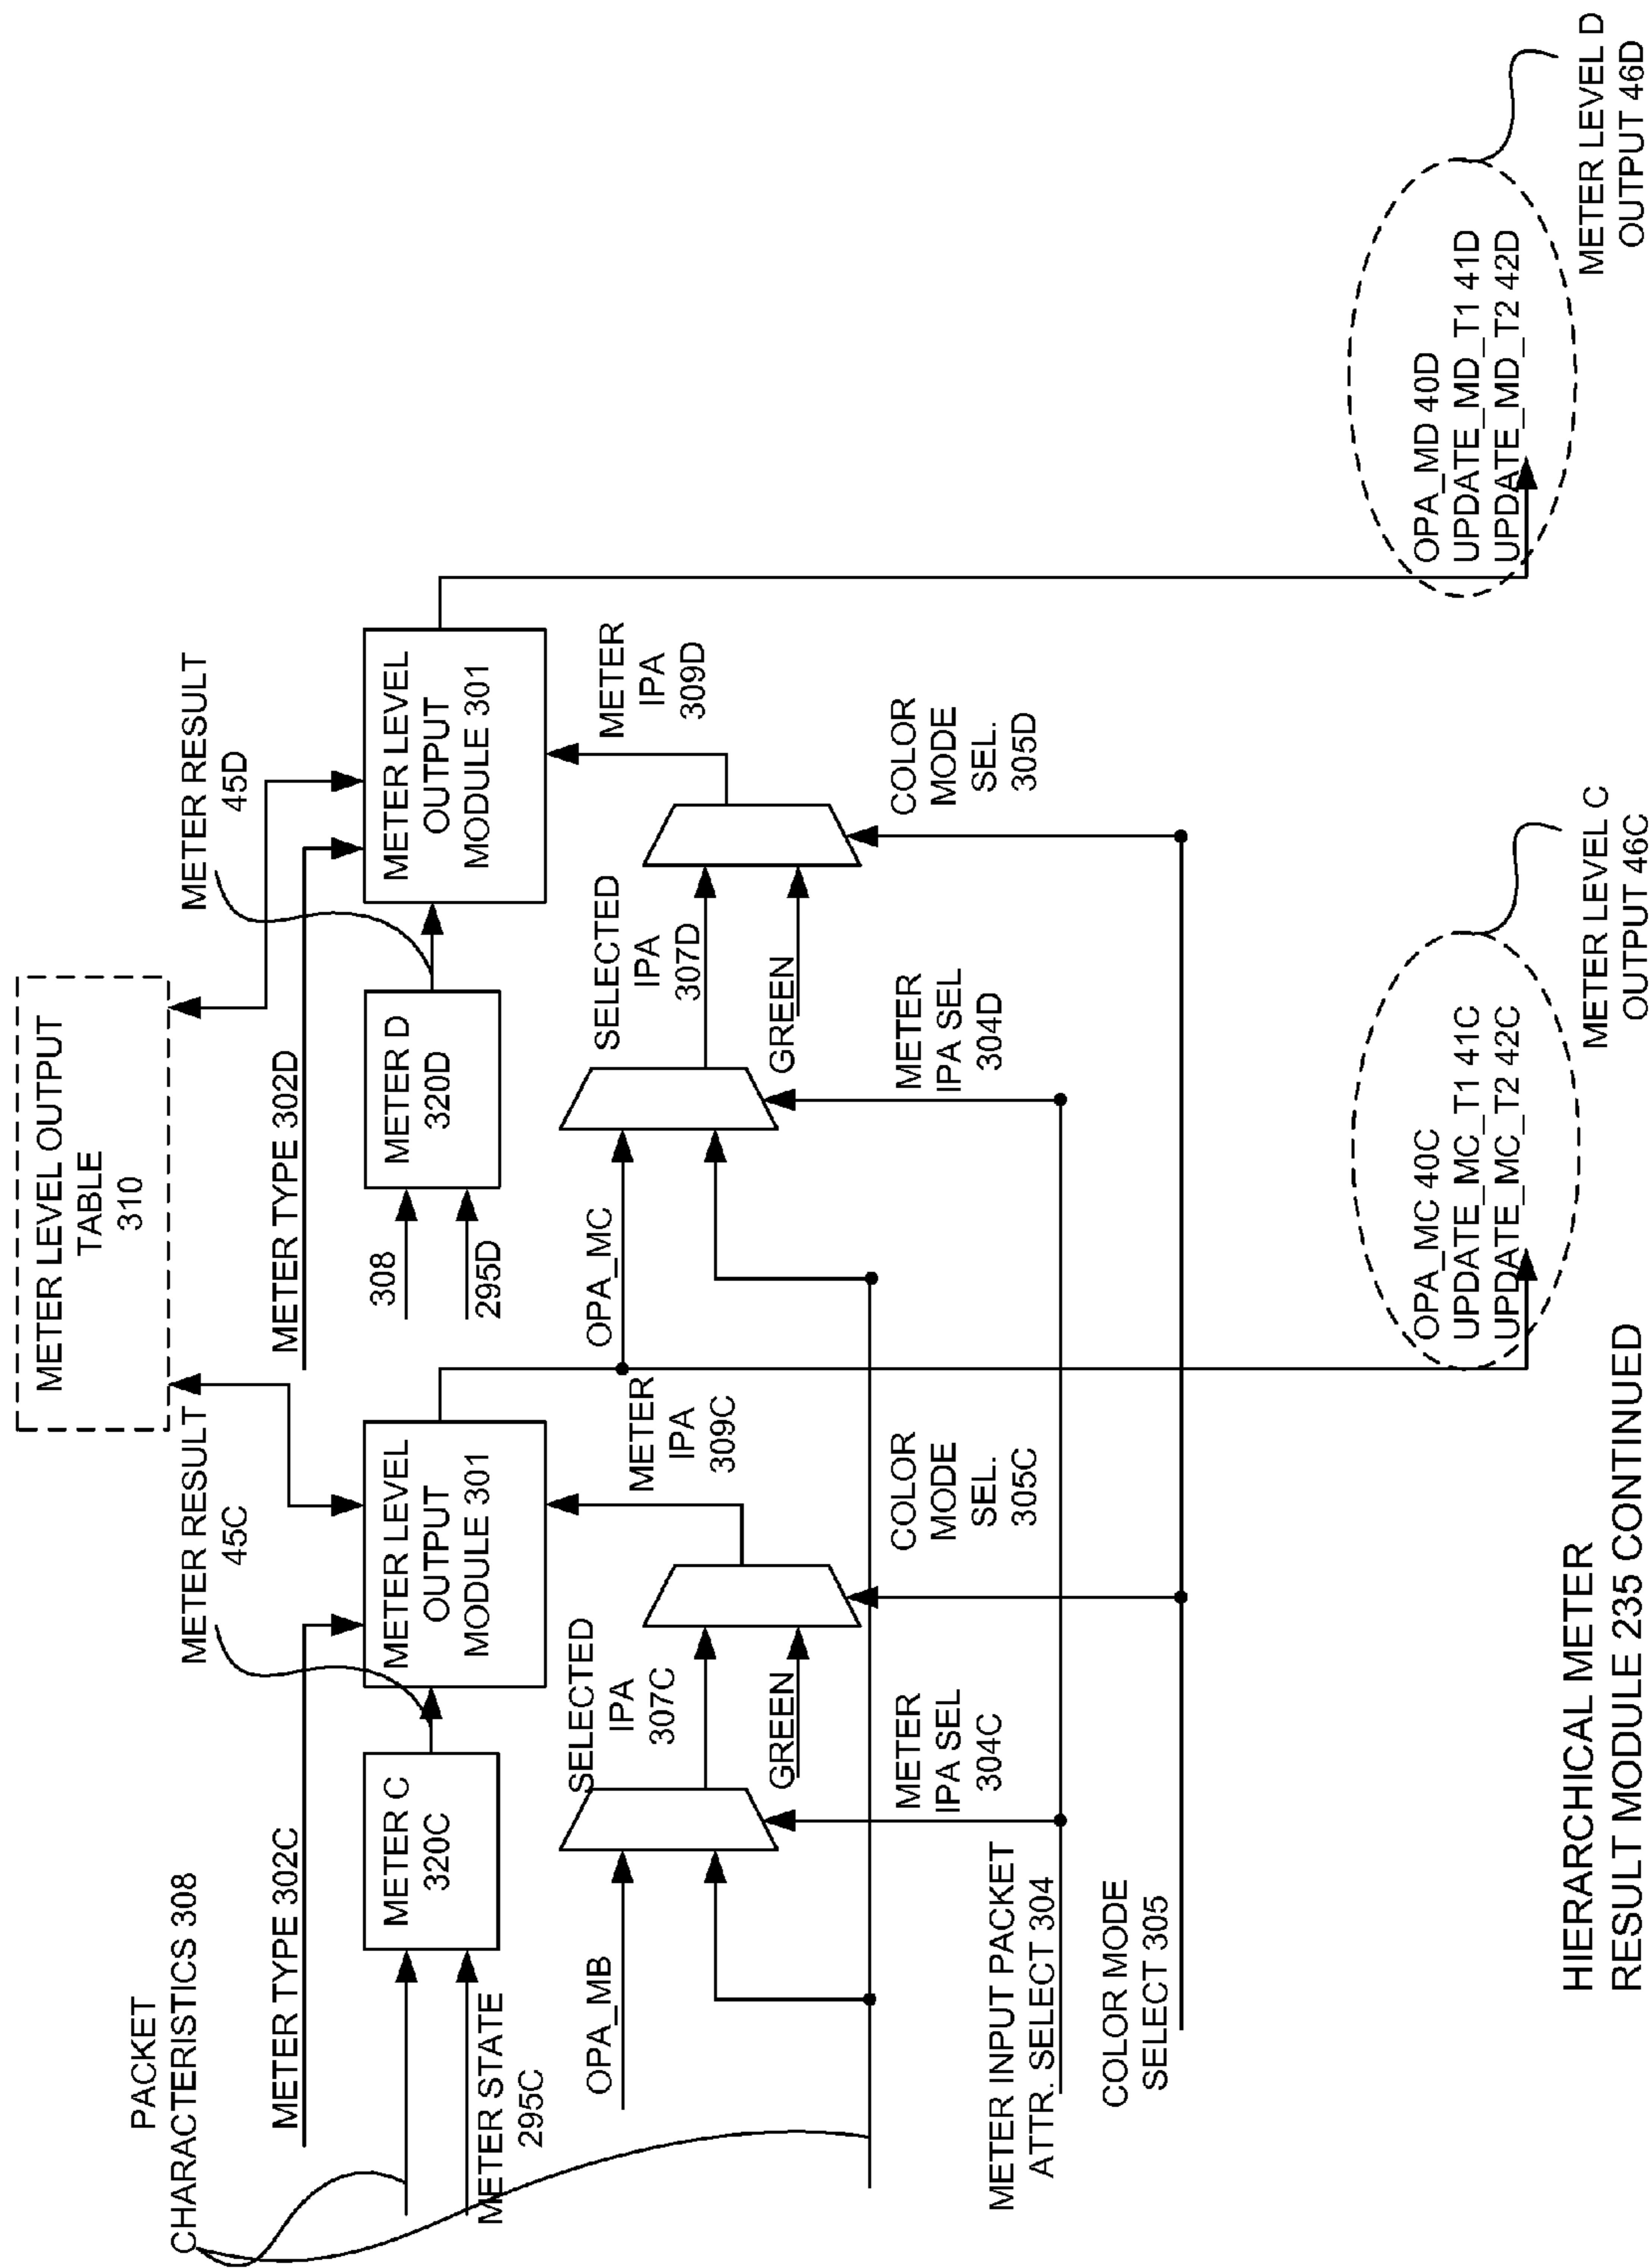 METER LEVEL OUTPUT
TABLE
310
PACKET
CHARACTERISTICS 308
METER RESULT
45C
METER RESULT
45D
METER TYPE 302C
METER TYPE 302D
METER C
320C
METER LEVEL
OUTPUT
MODULE 301
METER D
320D
METER LEVEL
OUTPUT
MODULE 301
METER STATE
295C
308
295D
OPA_MB
SELECTED
IPA
307C
METER
IPA
309C
OPA_MC
SELECTED
IPA
307D
METER
IPA
309D
GREEN
GREEN
METER
IPA SEL
304C
COLOR
MODE
SEL.
305C
METER
IPA SEL
304D
COLOR
MODE
SEL.
305D
METER INPUT PACKET
ATTR. SELECT 304
COLOR MODE
SELECT 305
OPA_MC 40C
UPDATE_MC_T1 41C
UPDATE_MC_T2 42C
OPA_MD 40D
UPDATE_MD_T1 41D
UPDATE_MD_T2 42D
METER LEVEL C
OUTPUT 46C
METER LEVEL D
OUTPUT 46D
HIERARCHICAL METER
RESULT MODULE 235 CONTINUED